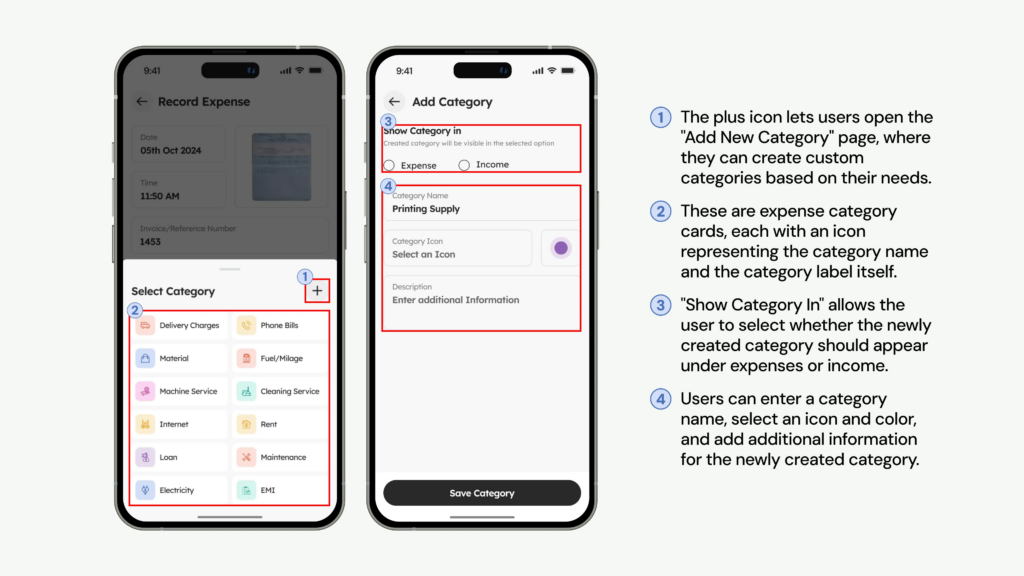 9:41
Record Expense
Date
05th Oct 2024
Time
11:50 AM
Invoice/Reference Number
1453
1
Select Category
+
2
Delivery Charges
Phone Bills
Material
Fuel/Milage
Machine Service
Cleaning Service
Internet
Rent
Loan
Maintenance
Electricity
EMI
9:41
Add Category
3
Show Category in
Created category will be visible in the selected option
Expense
Income
4
Category Name
Printing Supply
Category Icon
Select an Icon
Description
Enter additional Information
Save Category
1 The plus icon lets users open the
"Add New Category" page, where
they can create custom
categories based on their needs.
2 These are expense category
cards, each with an icon
representing the category name
and the category label itself.
3 "Show Category In" allows the
user to select whether the newly
created category should appear
under expenses or income.
4 Users can enter a category
name, select an icon and color,
and add additional information
for the newly created category.